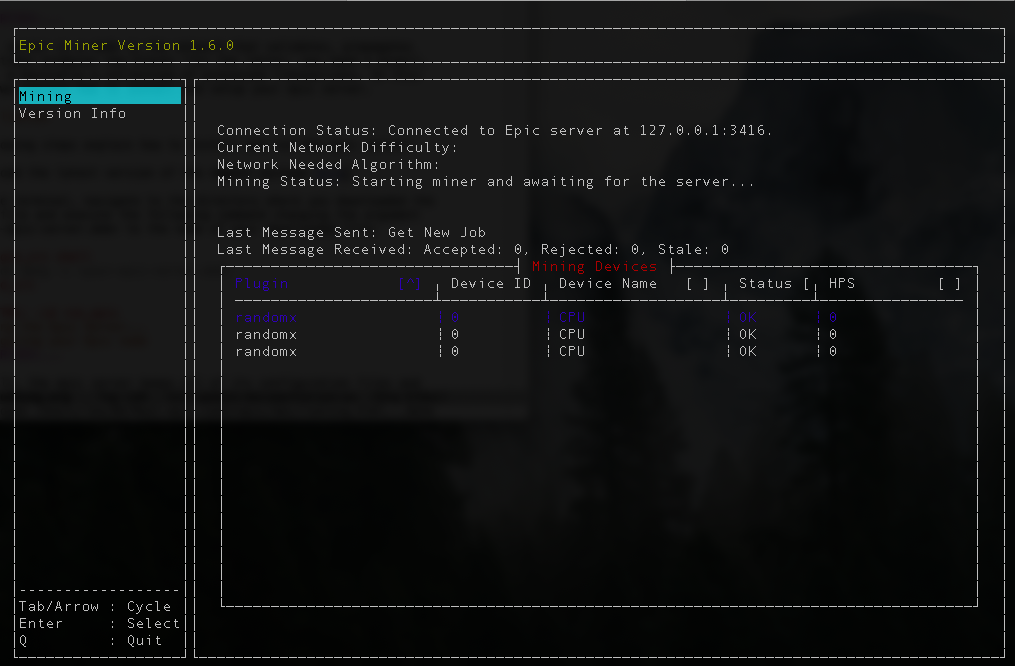 Epic Miner Version 1.6.0
Mining
Version Info
Connection Status: Connected to Epic server at 127.0.0.1:3416.
Current Network Difficulty:
Network Needed Algorithm:
Mining Status: Starting miner and awaiting for the server...
Last Message Sent: Get New Job
Last Message Received: Accepted: 0, Rejected: 0, Stale: 0
Mining Devices
Plugin [^] Device ID Device Name [ ] Status [ HPS [ ]
randomx 0 CPU OK 0
randomx 0 CPU OK 0
randomx 0 CPU OK 0
Tab/Arrow : Cycle
Enter : Select
Q : Quit